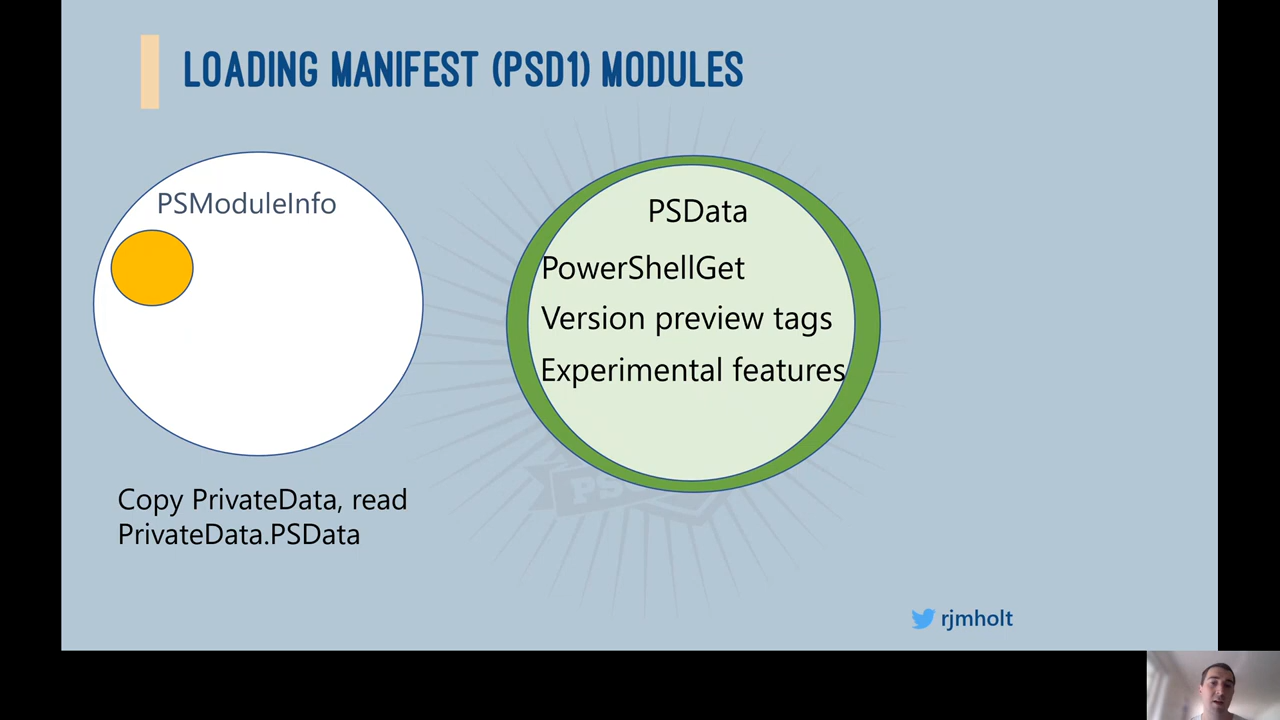 LOADING MANIFEST (PSD1) MODULES
PSModuleInfo
PSData
PowerShellGet
Version preview tags
Experimental features
Copy PrivateData, read
PrivateData.PSData
rjmholt